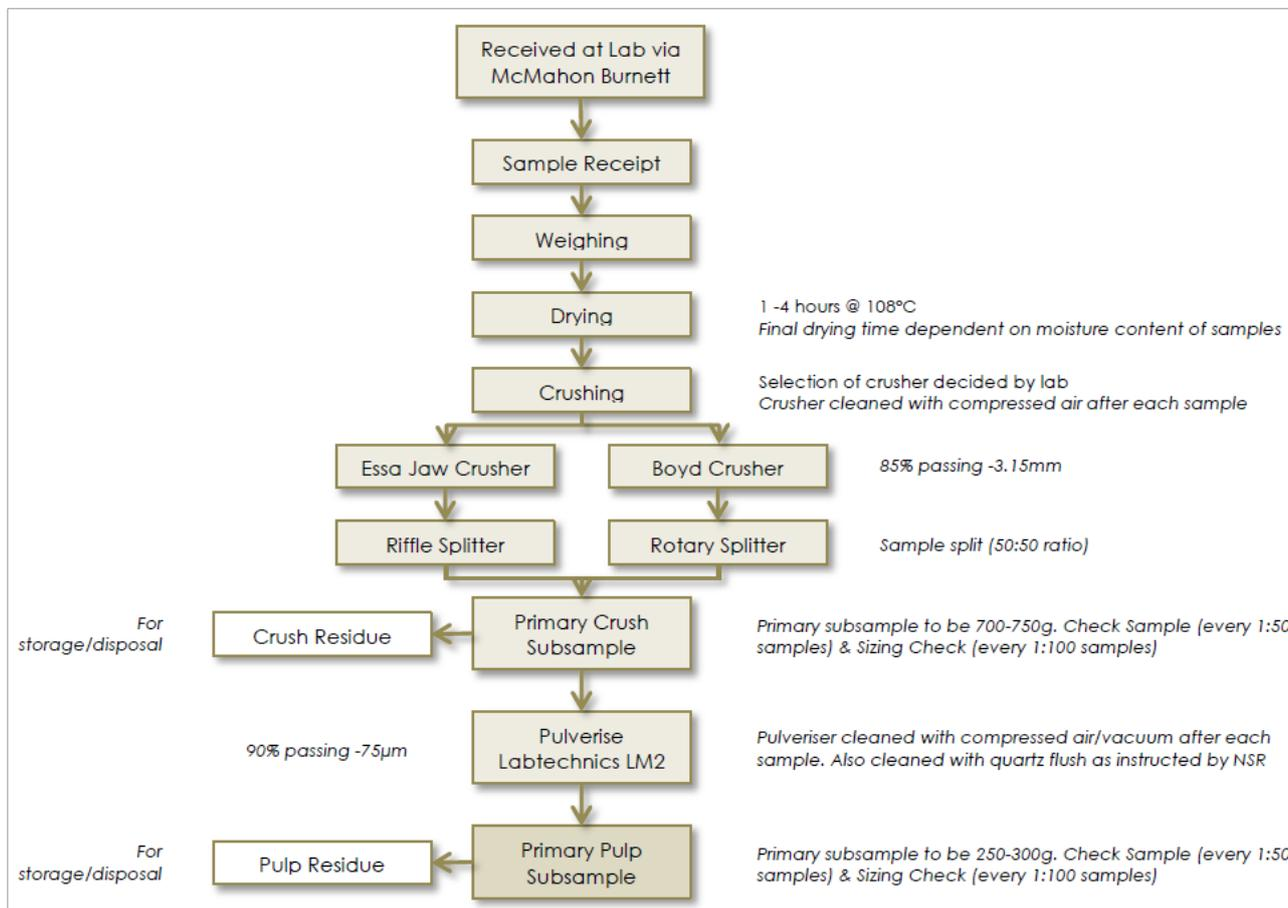 Received at Lab via
McMahon Burnett
Sample Receipt
Weighing
Drying
1 -4 hours @ 108°C
Final drying time dependent on moisture content of samples
Crushing
Selection of crusher decided by lab
Crusher cleaned with compressed air after each sample
Essa Jaw Crusher
Boyd Crusher
85% passing -3.15mm
Riffle Splitter
Rotary Splitter
Sample split (50:50 ratio)
For
storage/disposal
Crush Residue
Primary Crush
Subsample
Primary subsample to be 700-750g. Check Sample (every 1:50
samples) & Sizing Check (every 1:100 samples)
90% passing -75µm
Pulverise
Labtechnics LM2
Pulveriser cleaned with compressed air/vacuum after each
sample. Also cleaned with quartz flush as instructed by NSR
For
storage/disposal
Pulp Residue
Primary Pulp
Subsample
Primary subsample to be 250-300g. Check Sample (every 1:50
samples) & Sizing Check (every 1:100 samples)